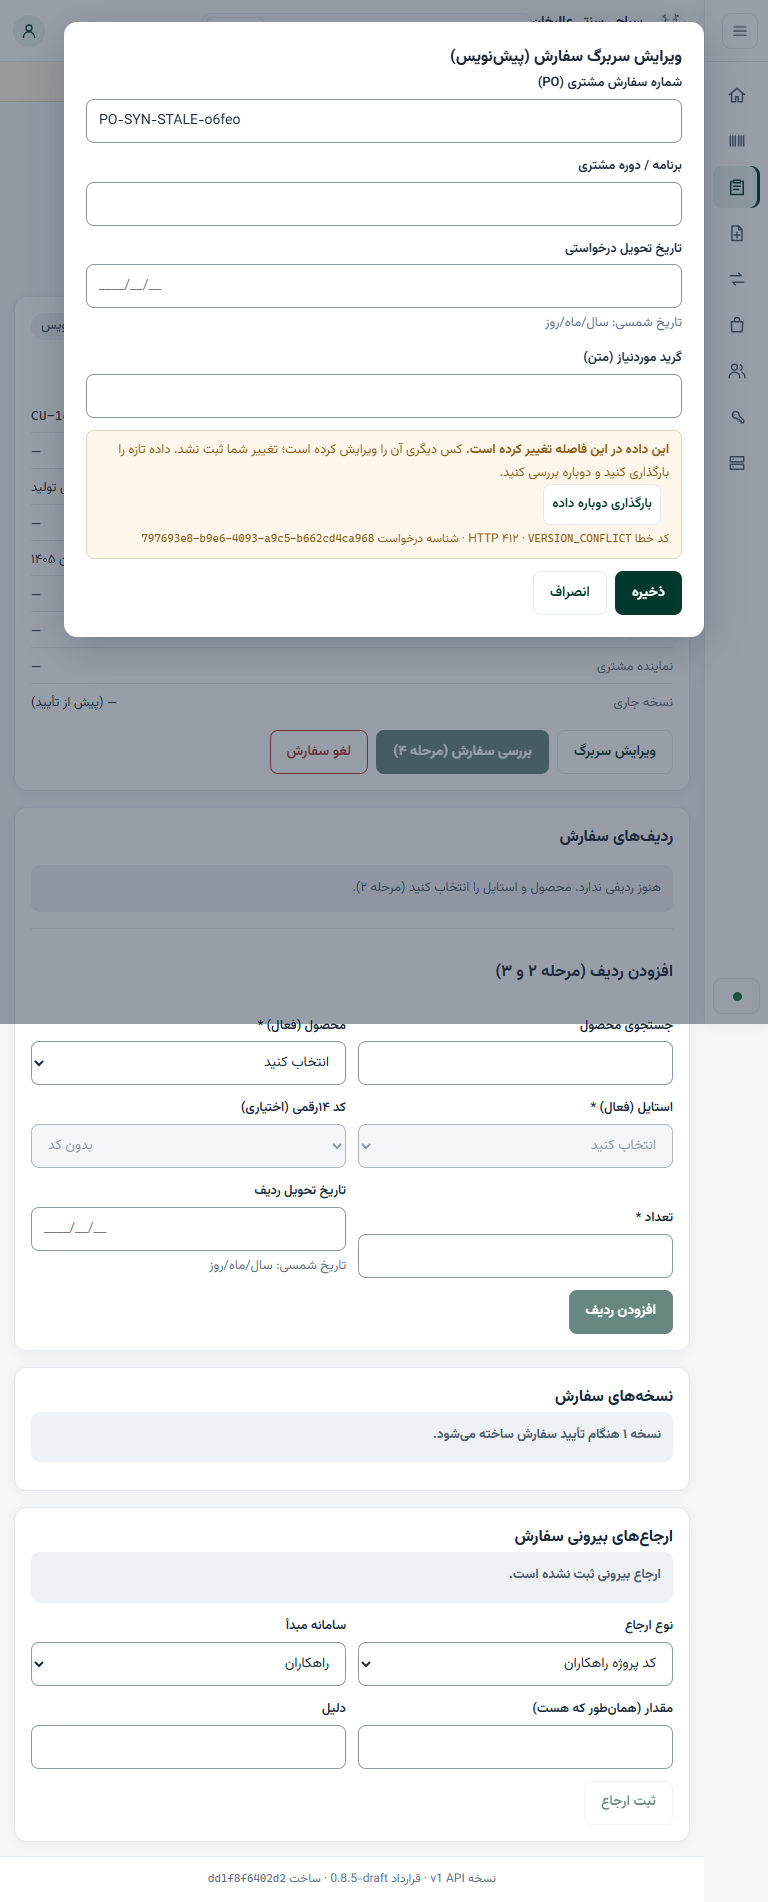 ویرایش سربرگ سفارش (پیش‌نویس)
شماره سفارش مشتری (PO)
PO-SYN-STALE-o6feo
برنامه / دوره مشتری
تاریخ تحویل درخواستی
____/__/__
تاریخ شمسی: سال/ماه/روز
گرید موردنیاز (متن)
این داده در این فاصله تغییر کرده است. کس دیگری آن را ویرایش کرده است؛ تغییر شما ثبت نشد. داده تازه را
بارگذاری کنید و دوباره بررسی کنید.
بارگذاری دوباره داده
کد خطا VERSION_CONFLICT · HTTP ۴۱۲ · شناسه درخواست 797693e8-b9e6-4093-a9c5-b662cd4ca968
ذخیره
انصراف
—
—
—
—
نماینده مشتری
—
نسخه جاری
— (پیش از تأیید)
ویرایش سربرگ
بررسی سفارش (مرحله ۴)
لغو سفارش
ردیف‌های سفارش
هنوز ردیفی ندارد. محصول و استایل را انتخاب کنید (مرحله ۲).
افزودن ردیف (مرحله ۲ و ۳)
جستجوی محصول
محصول (فعال) *
انتخاب کنید
استایل (فعال) *
کد ۱۴رقمی (اختیاری)
انتخاب کنید
بدون کد
تعداد *
تاریخ تحویل ردیف
____/__/__
تاریخ شمسی: سال/ماه/روز
افزودن ردیف
نسخه‌های سفارش
نسخه ۱ هنگام تأیید سفارش ساخته می‌شود.
ارجاع‌های بیرونی سفارش
ارجاع بیرونی ثبت نشده است.
نوع ارجاع
سامانه مبدأ
کد پروژه راهکاران
راهکاران
مقدار (همان‌طور که هست)
دلیل
ثبت ارجاع
نسخه v1 API · قرارداد 0.8.5-draft · ساخت dd1f8f6402d2